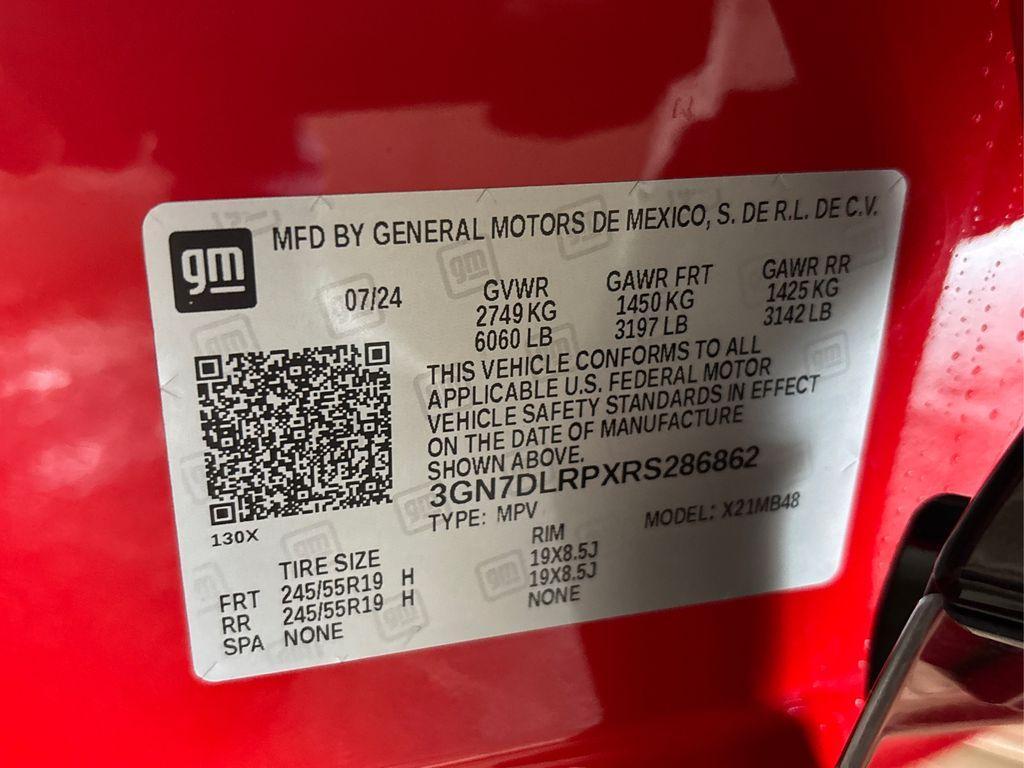 gm
MFD BY GENERAL MOTORS DE MEXICO, S. DE R.L. DE C.V.
07/24
GVWR
2749 KG
6060 LB
GAWR FRT
1450 KG
3197 LB
GAWR RR
1425 KG
3142 LB
THIS VEHICLE CONFORMS TO ALL
APPLICABLE U.S. FEDERAL MOTOR
VEHICLE SAFETY STANDARDS IN EFFECT
ON THE DATE OF MANUFACTURE
SHOWN ABOVE.
3GN7DLRPXRS286862
TYPE: MPV MODEL: X21MB48
130X
TIRE SIZE RIM
FRT 245/55R19 H 19X8.5J
RR 245/55R19 H 19X8.5J
SPA NONE NONE